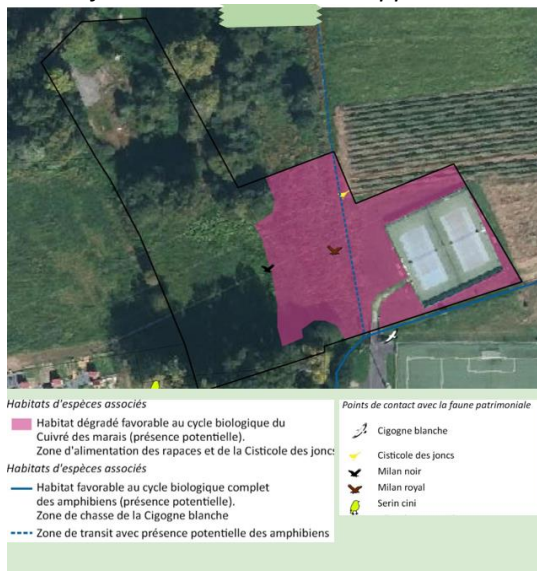 Habitats d'espèces associés
Habitat dégradé favorable au cycle biologique du
Cuivré des marais (présence potentielle).
Zone d'alimentation des rapaces et de la Cisticole des joncs
Habitats d'espèces associés
Habitat favorable au cycle biologique complet
des amphibiens (présence potentielle).
Zone de chasse de la Cigogne blanche
Zone de transit avec présence potentielle des amphibiens
Points de contact avec la faune patrimoniale
Cigogne blanche
Cisticole des joncs
Milan noir
Milan royal
Serin cini